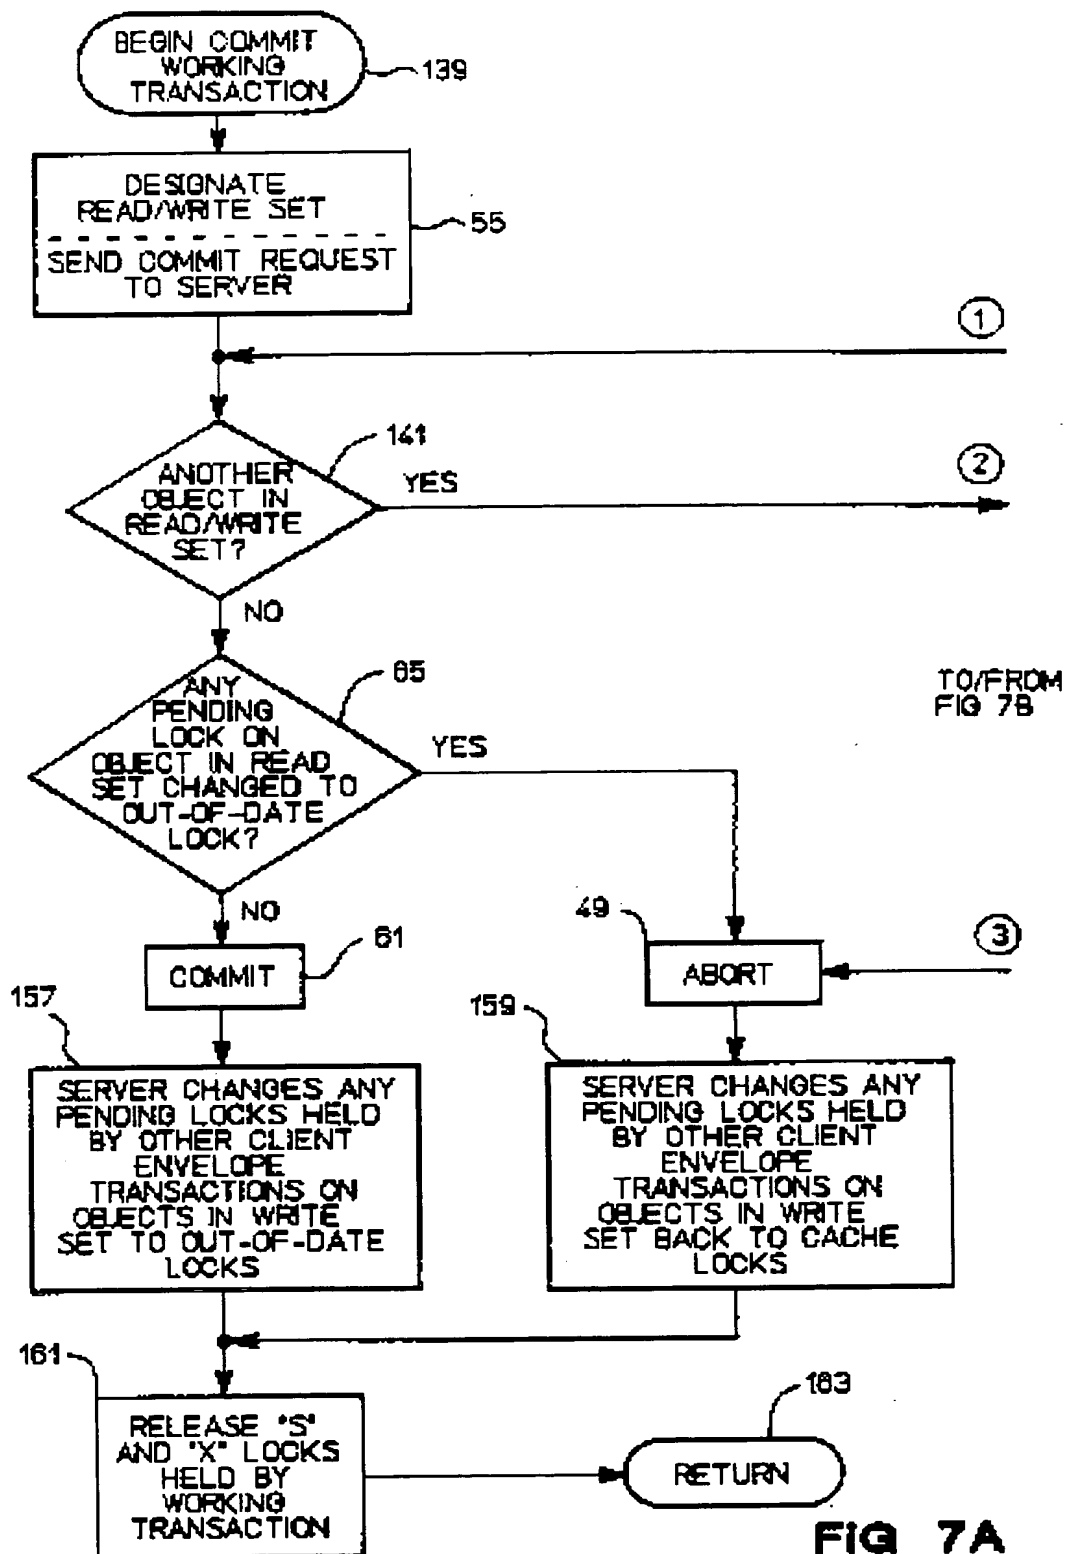 BEGIN COMMIT
WORKING
TRANSACTION
139
DESIGNATE
READ/WRITE SET
SEND COMMIT REQUEST
TO SERVER
55
1
141
ANOTHER
OBJECT IN
READ/WRITE
SET?
YES
2
NO
65
ANY
PENDING
LOCK ON
OBJECT IN READ
SET CHANGED TO
OUT-OF-DATE
LOCK?
YES
TO/FROM
FIG 7B
NO
61
COMMIT
49
ABORT
3
157
SERVER CHANGES ANY
PENDING LOCKS HELD
BY OTHER CLIENT
ENVELOPE
TRANSACTIONS ON
OBJECTS IN WRITE
SET TO OUT-OF-DATE
LOCKS
159
SERVER CHANGES ANY
PENDING LOCKS HELD
BY OTHER CLIENT
ENVELOPE
TRANSACTIONS ON
OBJECTS IN WRITE
SET BACK TO CACHE
LOCKS
161
RELEASE "S"
AND "X" LOCKS
HELD BY
WORKING
TRANSACTION
163
RETURN
FIG 7A